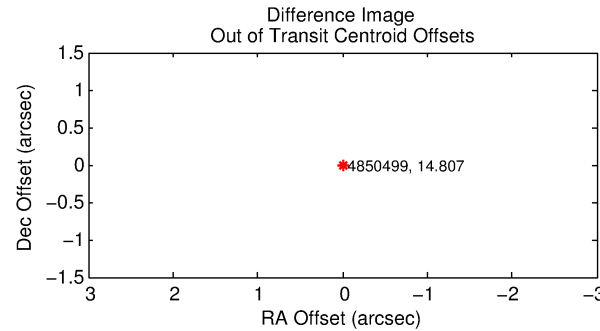 Difference Image
Out of Transit Centroid Offsets
1.5
1
0.5
0
−0.5
−1
−1.5
Dec Offset (arcsec)
4850499, 14.807
3 2 1 0 −1 −2 −3
RA Offset (arcsec)